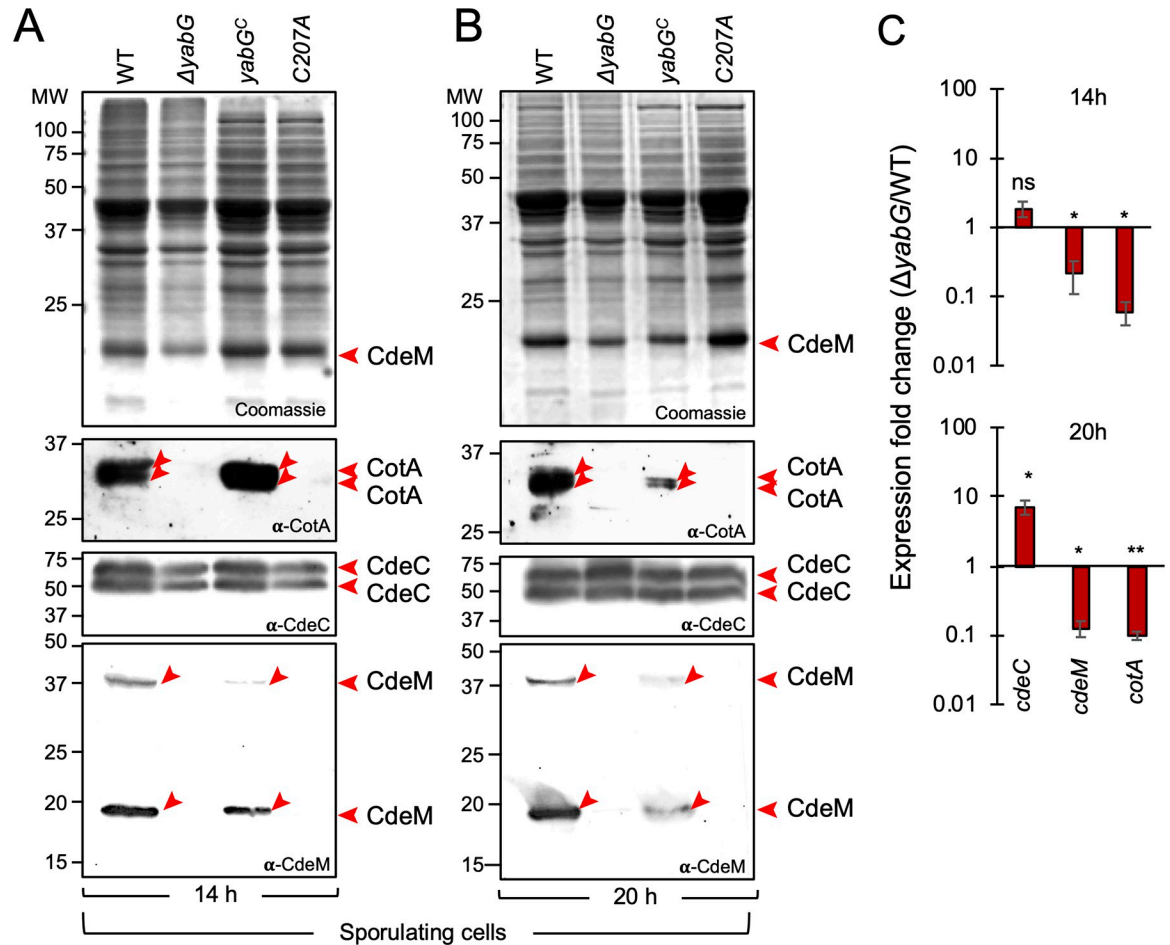 A
WT
ΔyabG
yabG^C
C207A
MW
100
75
50
37
25
CdeM
Coomassie
37
25
CotA
CotA
α-CotA
75
50
37
CdeC
CdeC
α-CdeC
50
37
25
20
15
CdeM
CdeM
α-CdeM
14 h
B
WT
ΔyabG
yabG^C
C207A
MW
100
75
50
37
25
CdeM
Coomassie
37
25
CotA
CotA
α-CotA
75
50
37
CdeC
CdeC
α-CdeC
50
37
25
20
15
CdeM
CdeM
α-CdeM
20 h
Sporulating cells
C
Expression fold change (ΔyabG/WT)
14h
100
10
1
0.1
0.01
ns
*
*
20h
100
10
1
0.1
0.01
*
*
**
cdeC
cdeM
cotA